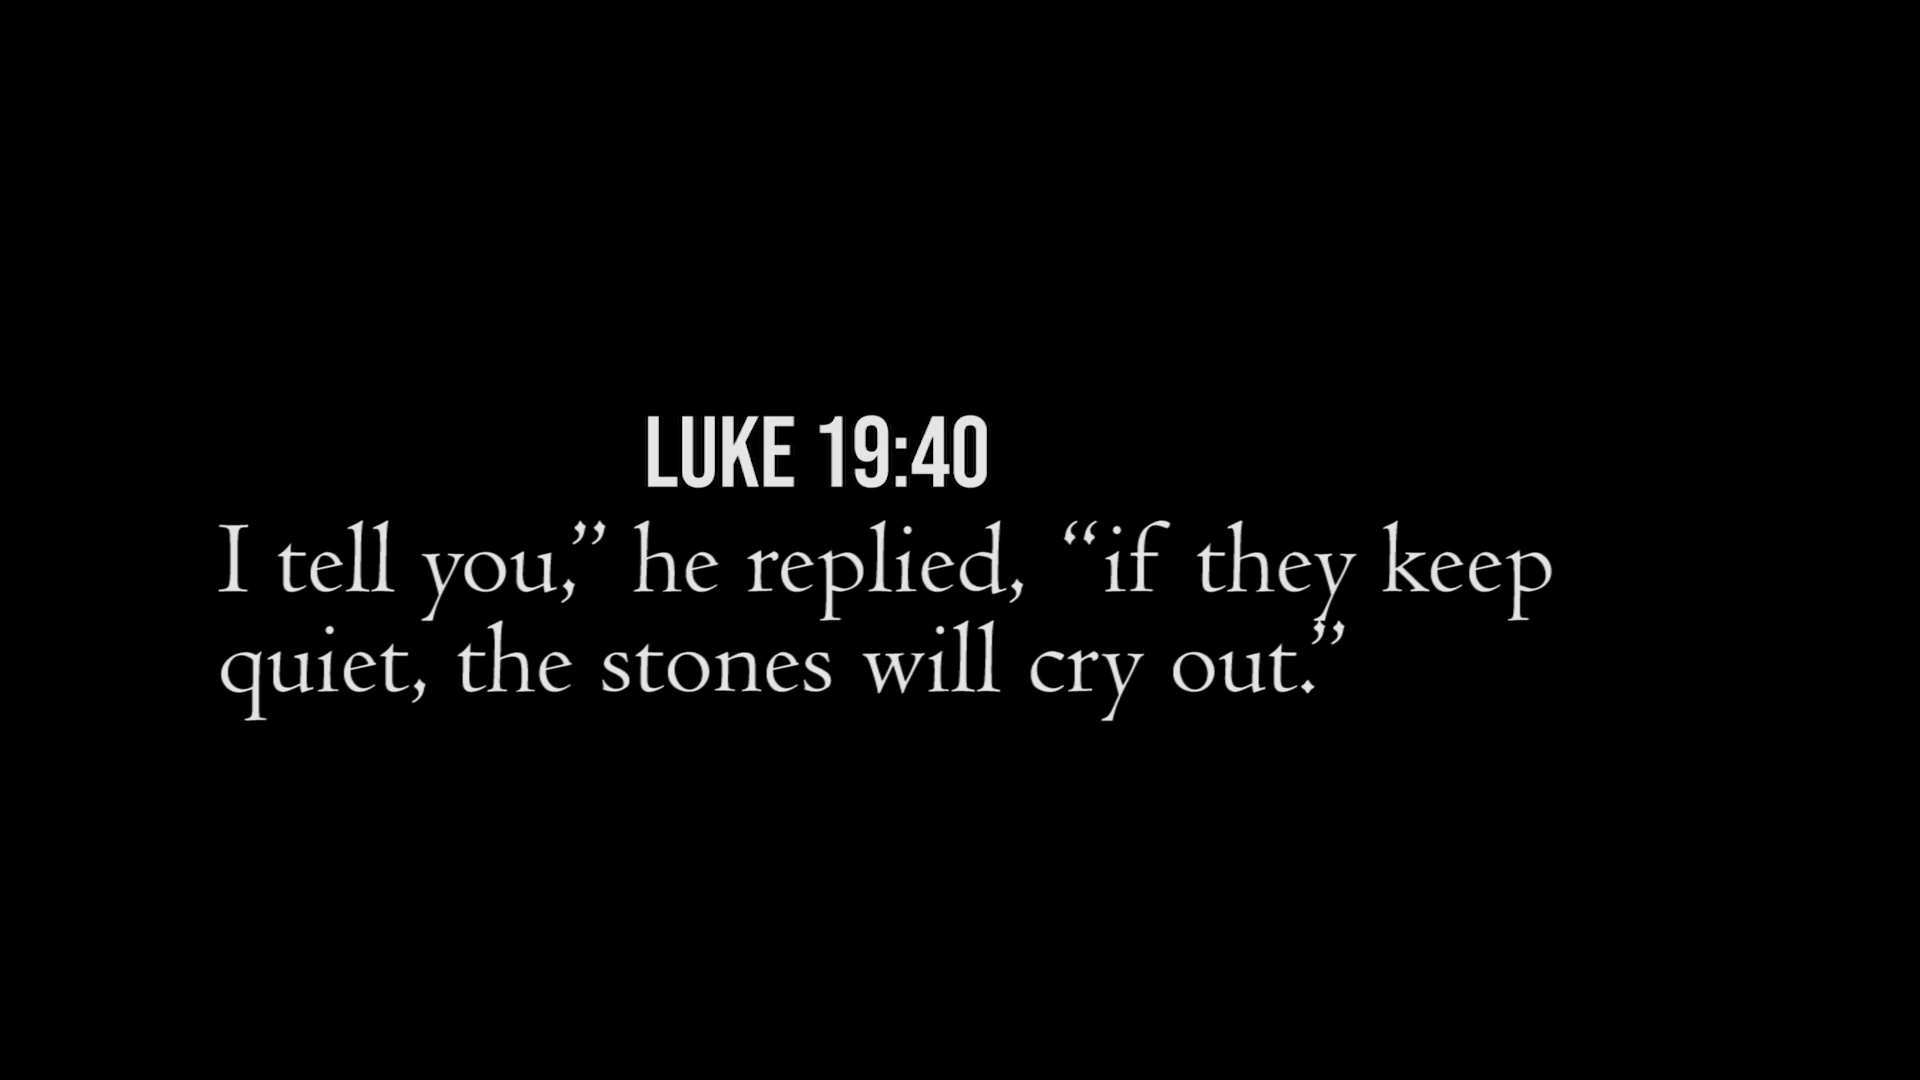 LUKE 19:40
I tell you,” he replied, “if they keep
quiet, the stones will cry out.”